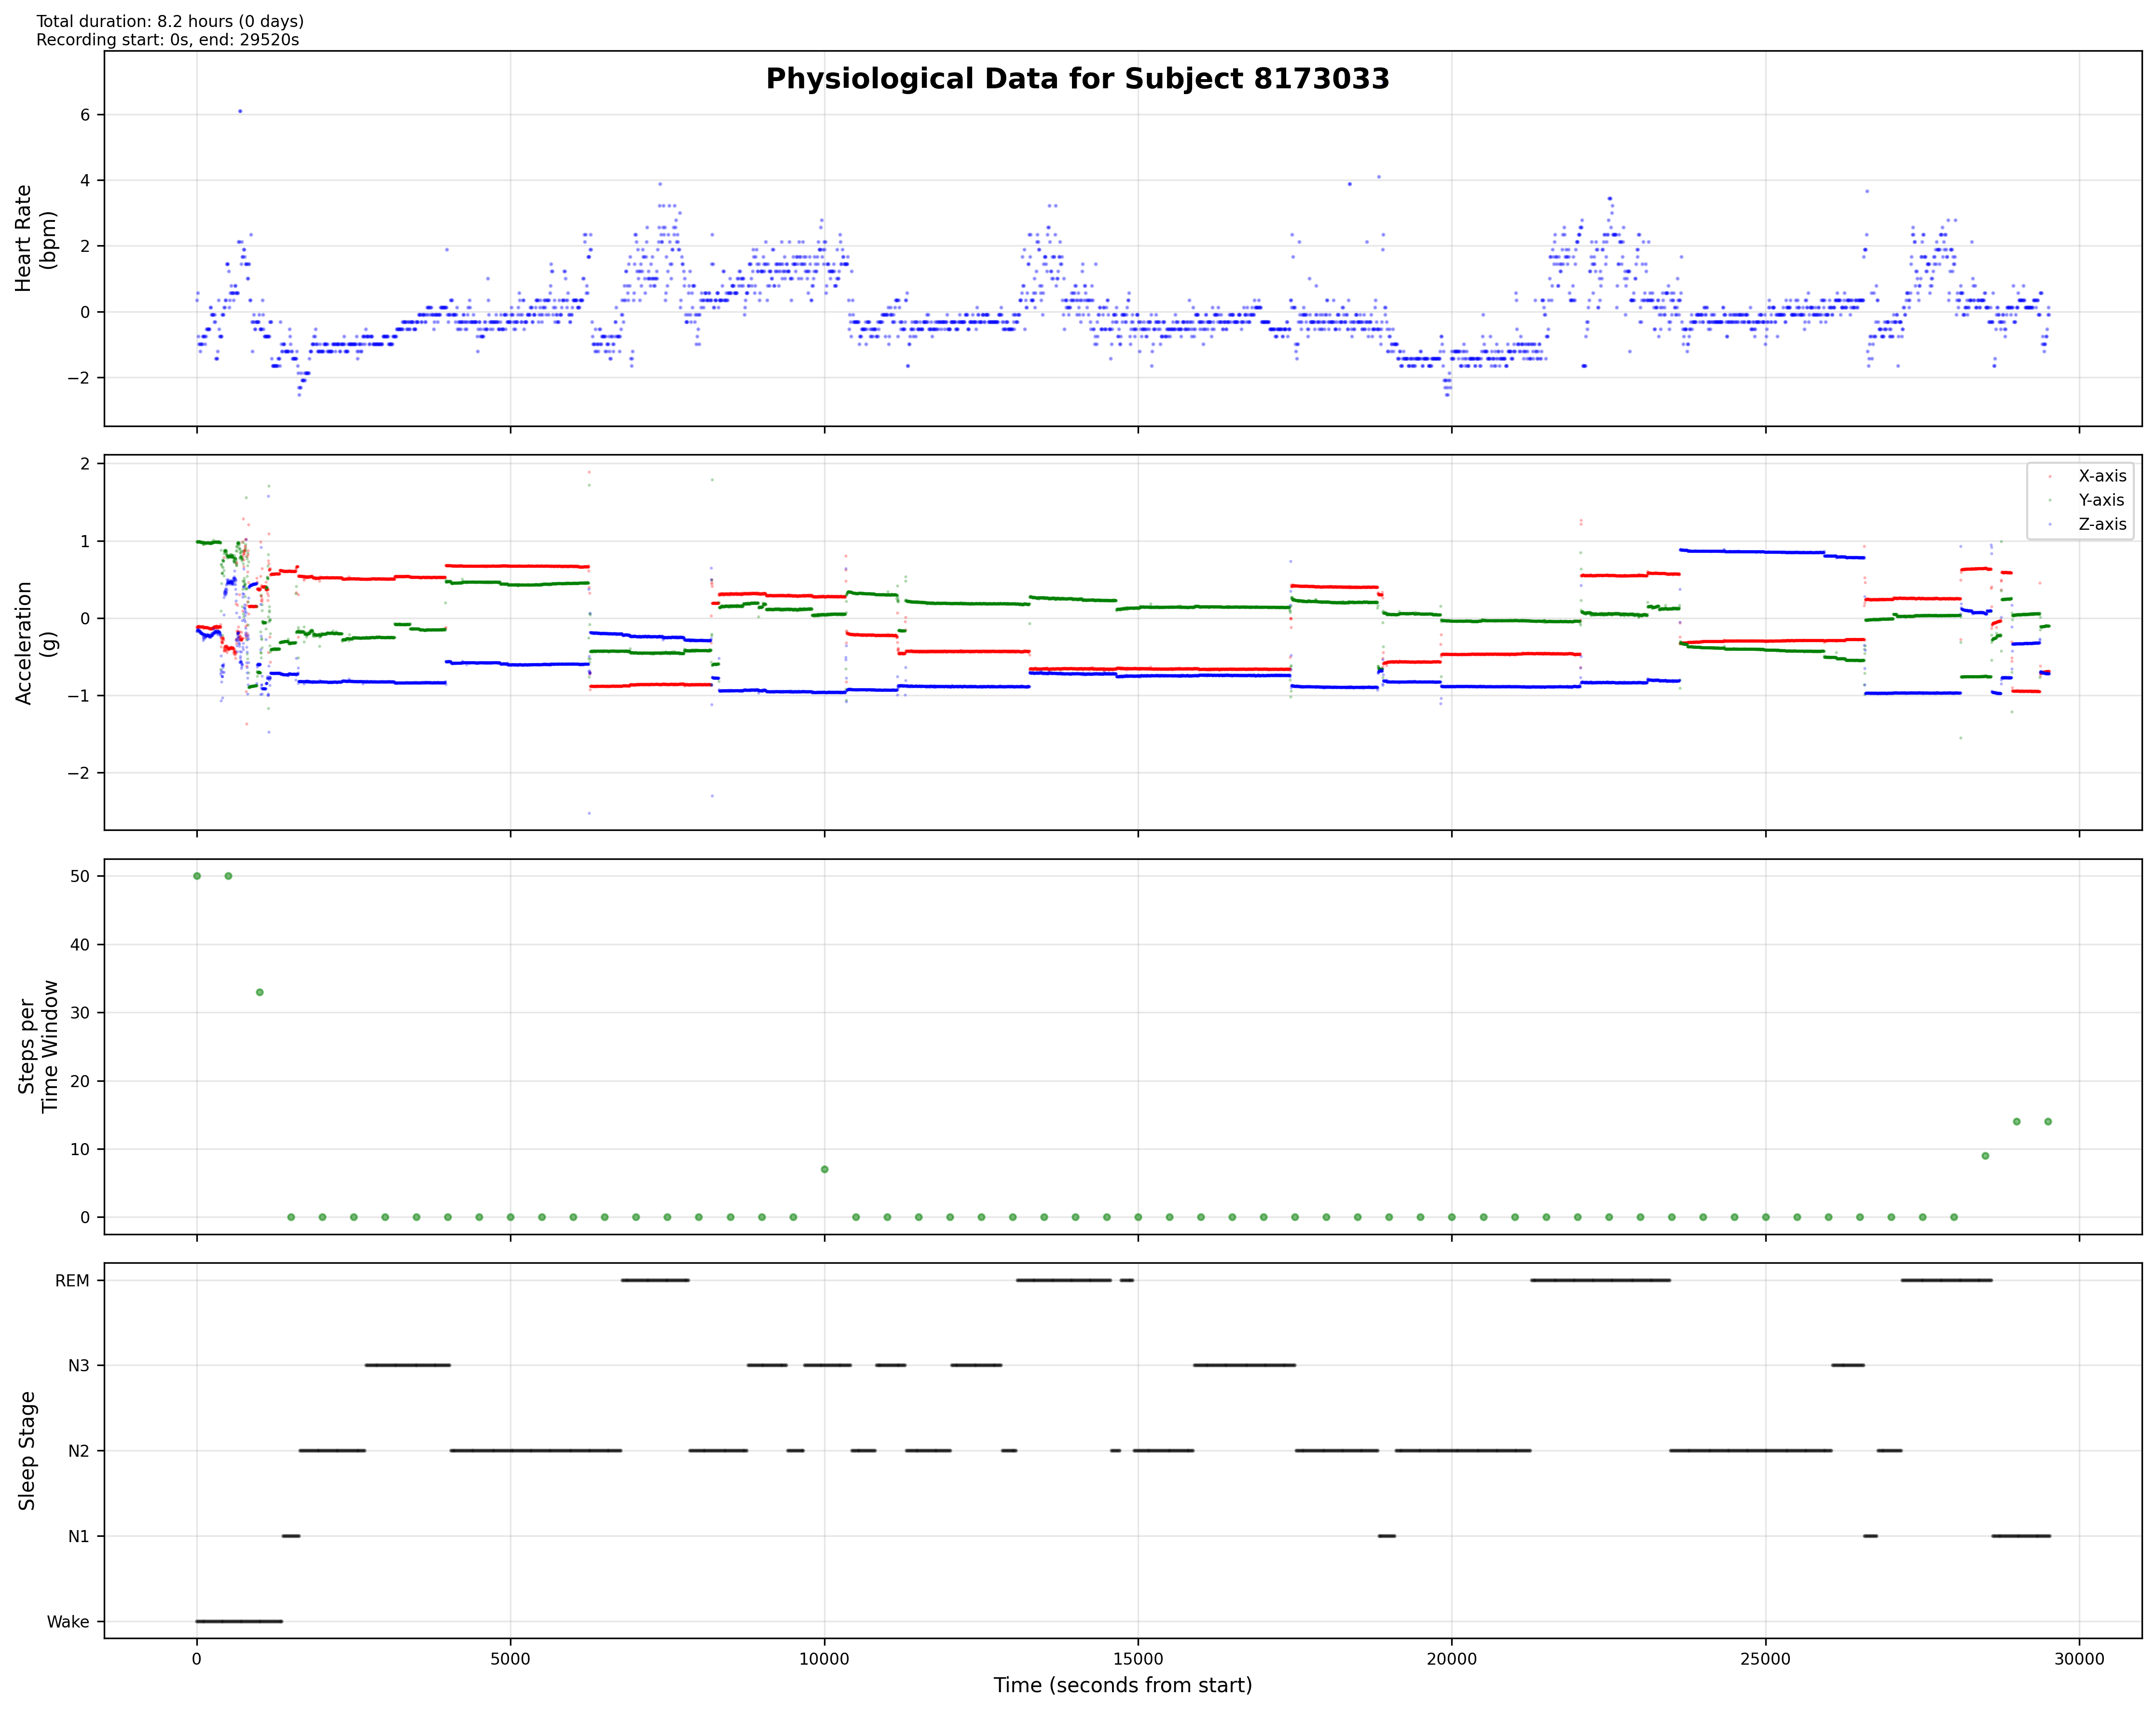 Total duration: 8.2 hours (0 days)
Recording start: 0s, end: 29520s
Physiological Data for Subject 8173033
Heart Rate
(bpm)
6
4
2
0
−2
Acceleration
(g)
2
1
0
−1
−2
X-axis
Y-axis
Z-axis
Steps per
Time Window
50
40
30
20
10
0
Sleep Stage
REM
N3
N2
N1
Wake
0
5000
10000
15000
20000
25000
30000
Time (seconds from start)